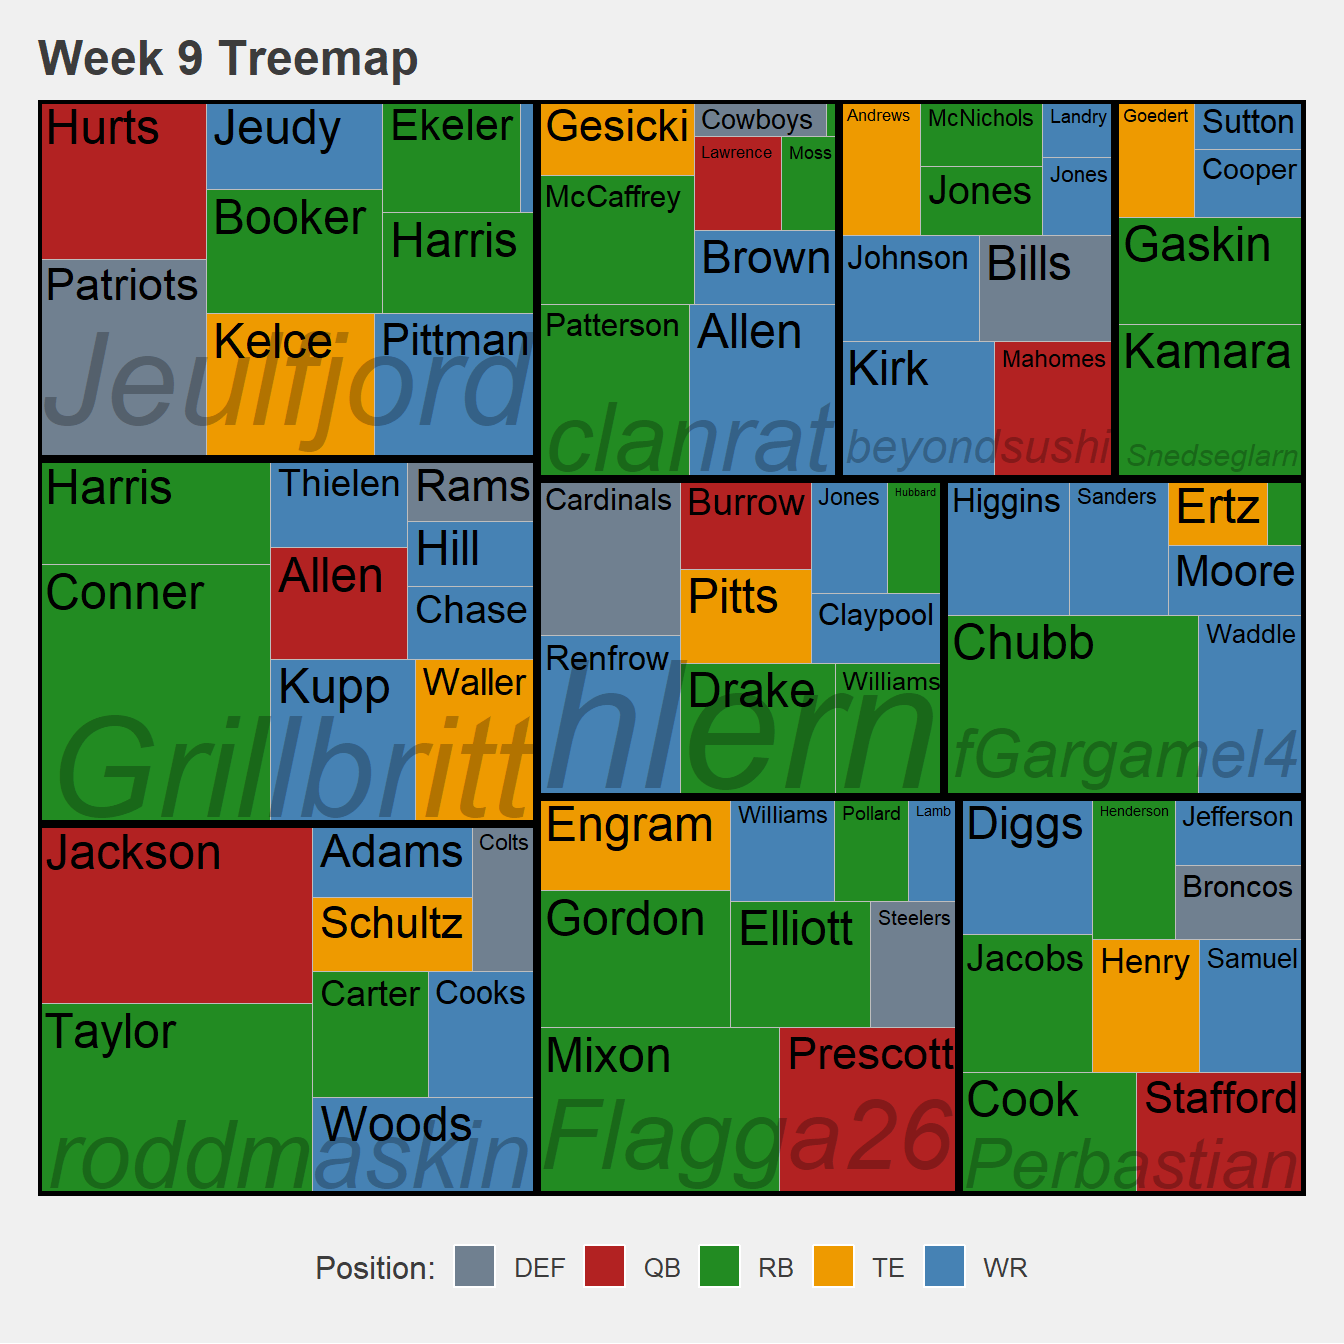 Week 9 Treemap
Hurts
Jeudy
Ekeler
Booker
Harris
Patriots
Kelce
Pittman
Jeulfjord
Gesicki
Cowboys
Lawrence
Moss
McCaffrey
Brown
Patterson
Allen
clanrat
Andrews
McNichols
Landry
Jones
Jones
Johnson
Bills
Kirk
Mahomes
beyondsushi
Goedert
Sutton
Cooper
Gaskin
Kamara
Snedseglarn
Harris
Thielen
Rams
Hill
Conner
Allen
Chase
Kupp
Waller
Grillbritt
Cardinals
Burrow
Jones
Hubbard
Pitts
Claypool
Renfrow
Drake
Williams
hlern
Higgins
Sanders
Ertz
Moore
Chubb
Waddle
fGargamel4
Jackson
Adams
Colts
Schultz
Taylor
Carter
Cooks
Woods
roddmaskin
Engram
Williams
Pollard
Lamb
Gordon
Elliott
Steelers
Mixon
Prescott
Flagga26
Diggs
Henderson
Jefferson
Broncos
Jacobs
Henry
Samuel
Cook
Stafford
Perbastian
Position: DEF QB RB TE WR